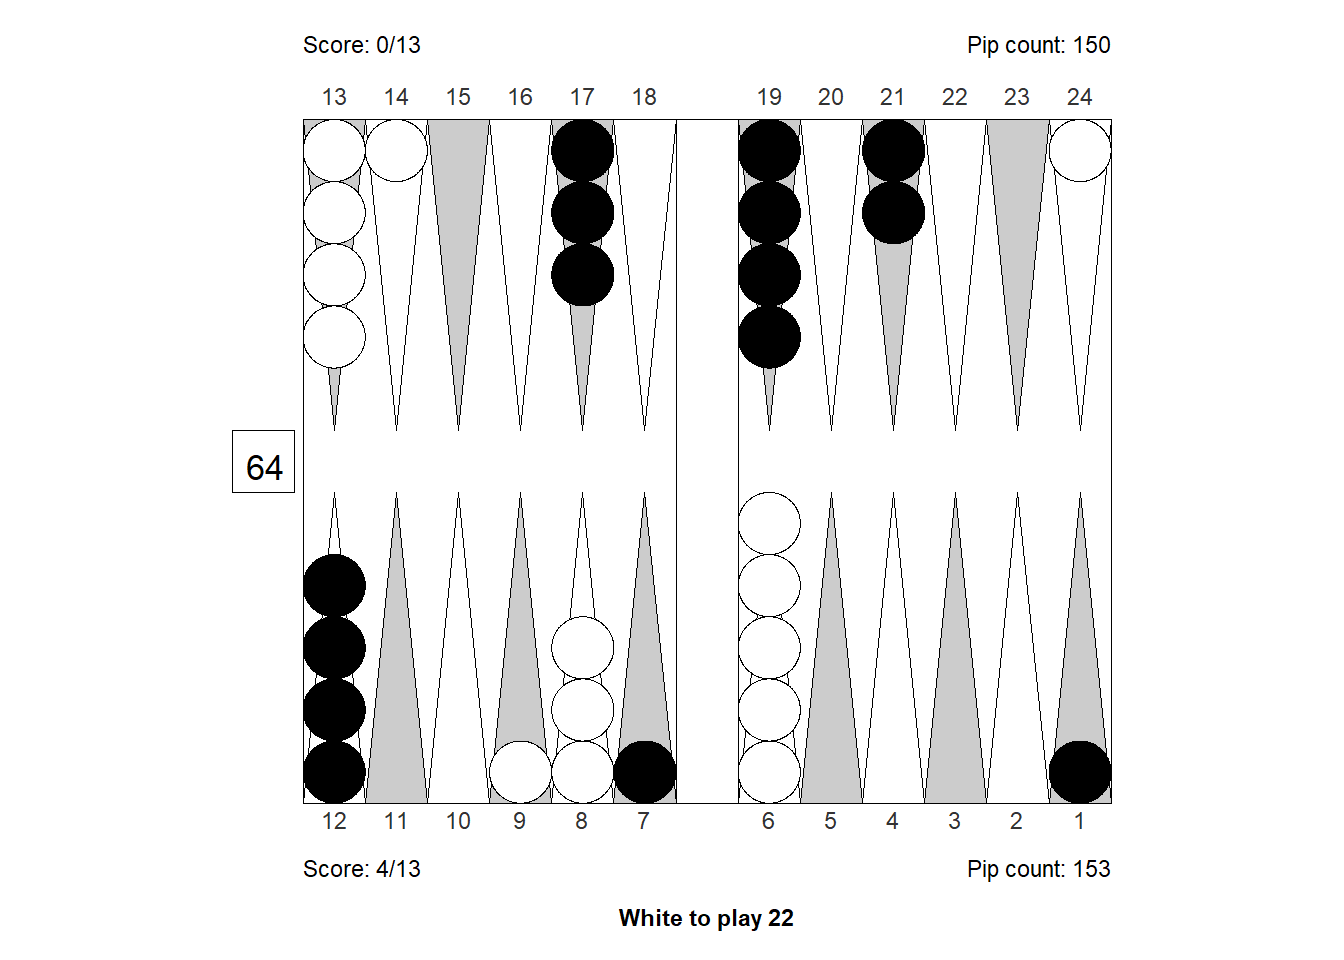 Score: 0/13 Pip count: 150
13 14 15 16 17 18 19 20 21 22 23 24
64
12 11 10 9 8 7 6 5 4 3 2 1
Score: 4/13 Pip count: 153
White to play 22